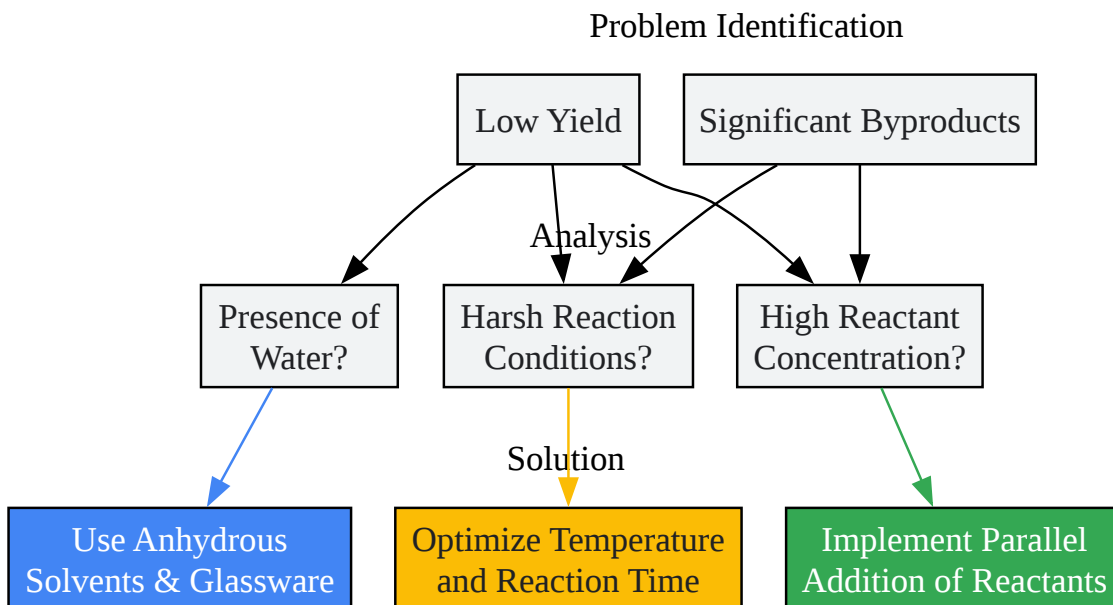 Problem Identification
Low Yield
Significant Byproducts
Analysis
Presence of
Water?
Harsh Reaction
Conditions?
High Reactant
Concentration?
Solution
Use Anhydrous
Solvents & Glassware
Optimize Temperature
and Reaction Time
Implement Parallel
Addition of Reactants